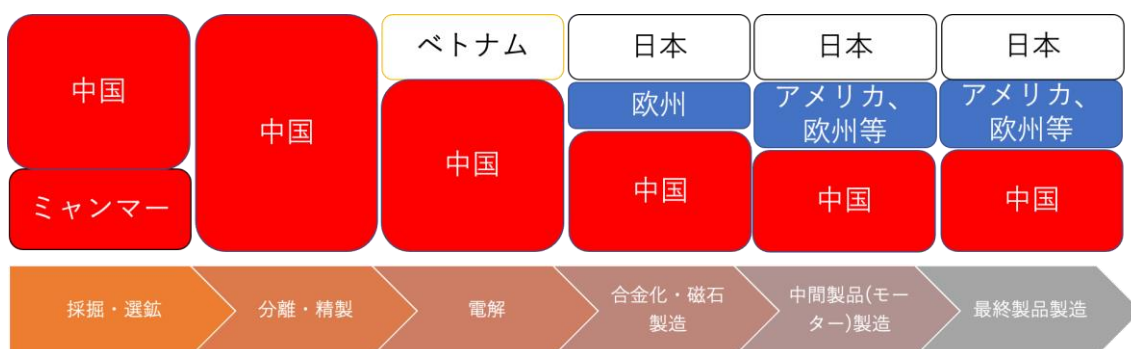 中国
ミャンマー
中国
ベトナム
中国
日本
欧州
中国
日本
アメリカ、
欧州等
中国
日本
アメリカ、
欧州等
中国
採掘・選鉱
分離・精製
電解
合金化・磁石
製造
中間製品(モー
ター)製造
最終製品製造